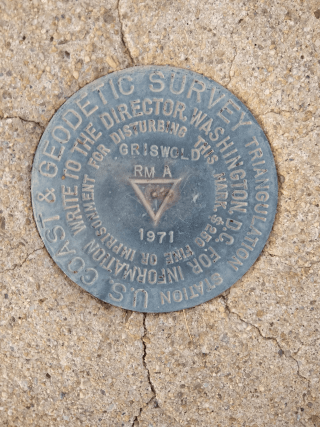 U.S. COAST & GEODETIC SURVEY TRIANGULATION STATION
FOR INFORMATION WRITE TO THE DIRECTOR, WASHINGTON, D.C.
$250 FINE OR IMPRISONMENT FOR DISTURBING THIS MARK.
GRISWOLD
RM A
1971